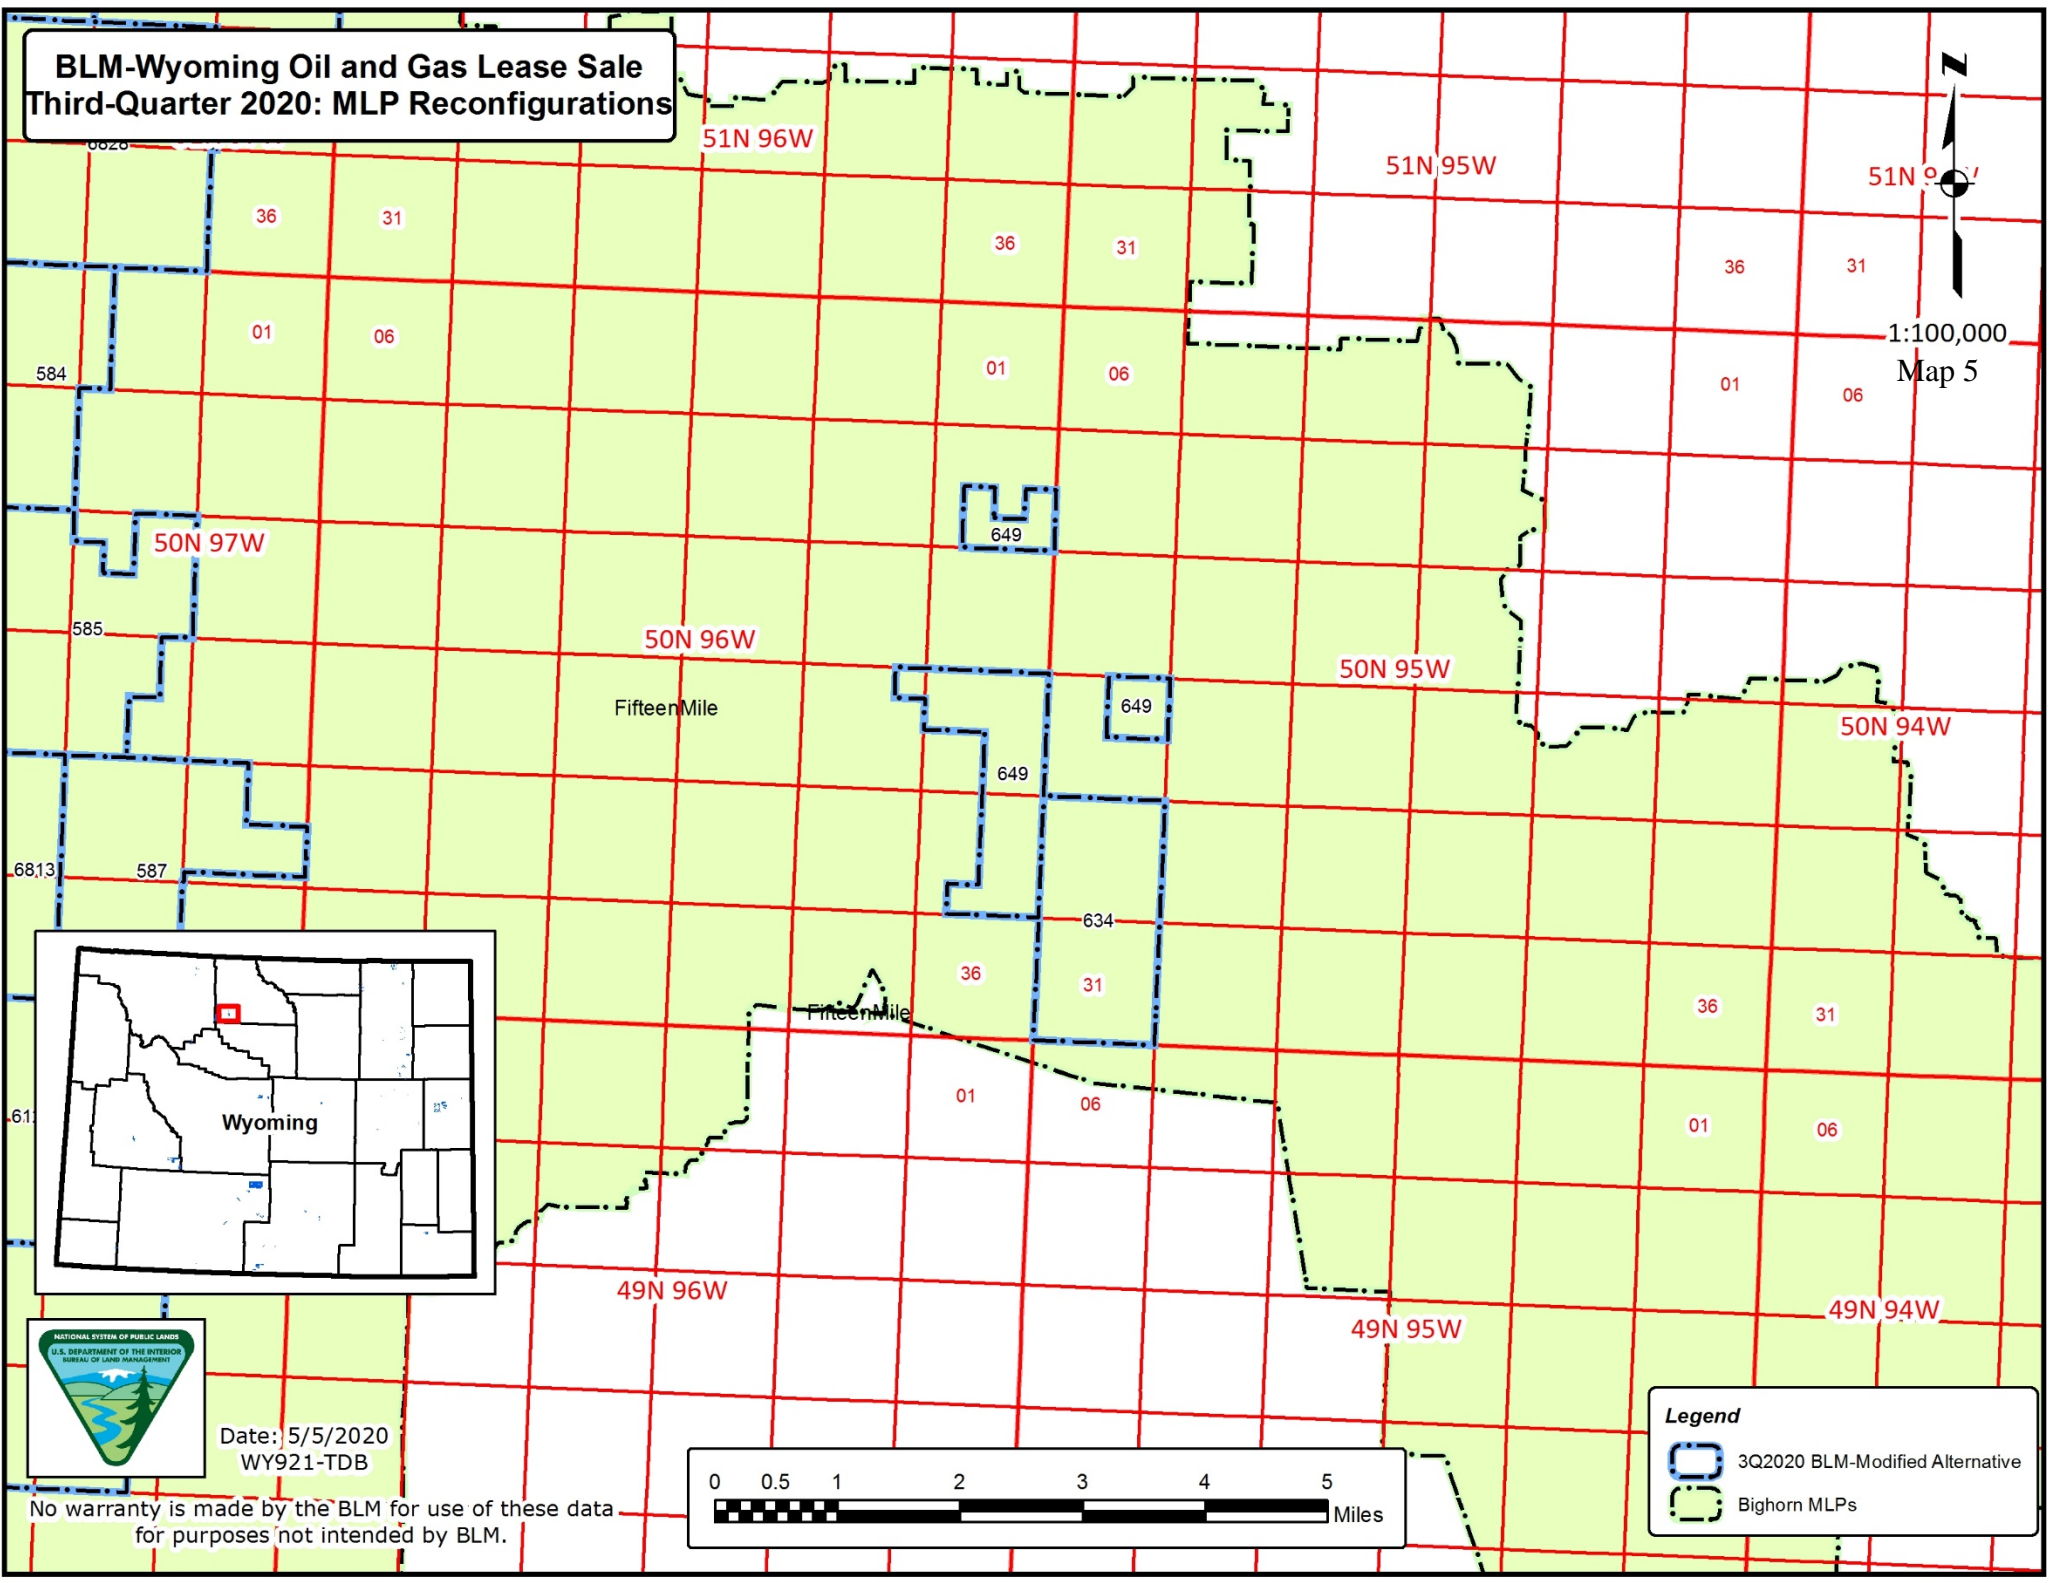 BLM-Wyoming Oil and Gas Lease Sale
Third-Quarter 2020: MLP Reconfigurations
6828
51N 96W
51N 95W
36
31
36
31
36
31
1:100,000
Map 5
01
06
01
06
01
06
584
50N 97W
649
585
50N 96W
50N 95W
FifteenMile
649
50N 94W
649
6813
587
634
36
31
FifteenMile
36
31
01
06
01
06
Wyoming
49N 96W
49N 95W
49N 94W
NATIONAL SYSTEM OF PUBLIC LANDS
U.S. DEPARTMENT OF THE INTERIOR
BUREAU OF LAND MANAGEMENT
Date: 5/5/2020
WY921-TDB
No warranty is made by the BLM for use of these data
for purposes not intended by BLM.
0 0.5 1 2 3 4 5
Miles
Legend
3Q2020 BLM-Modified Alternative
Bighorn MLPs